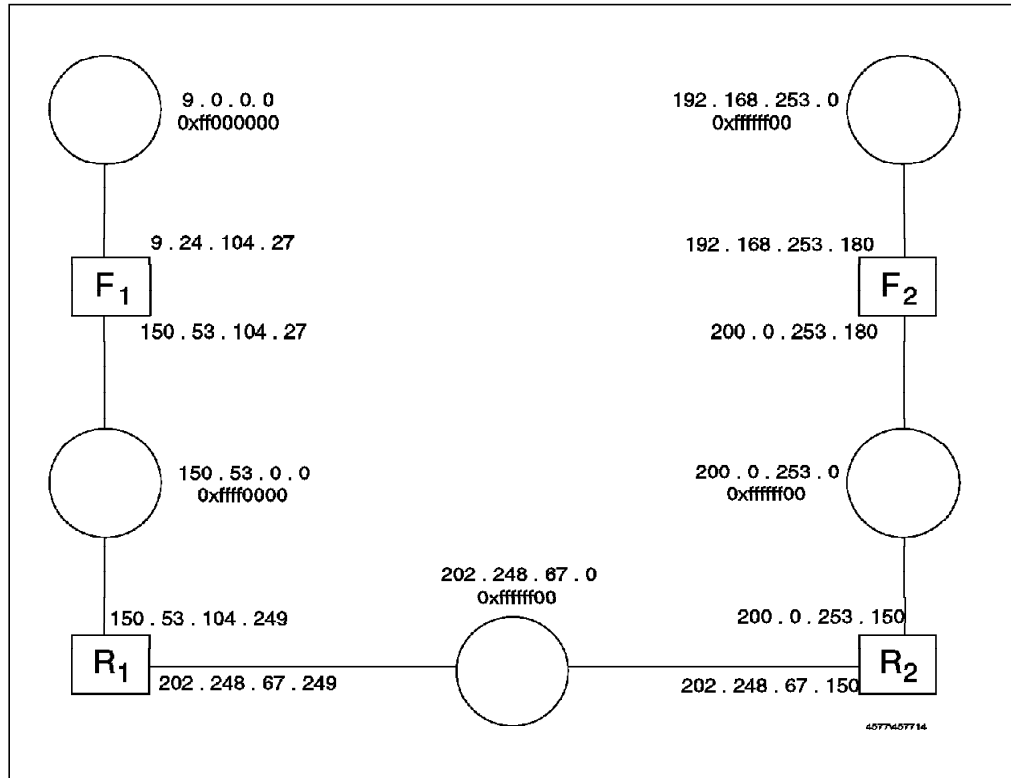 9 . 0 . 0 . 0
0xff000000
192 . 168 . 253 . 0
0xffffff00
9 . 24 . 104 . 27
192 . 168 . 253 . 180
F1
F2
150 . 53 . 104 . 27
200 . 0 . 253 . 180
150 . 53 . 0 . 0
0xffff0000
200 . 0 . 253 . 0
0xffffff00
202 . 248 . 67 . 0
0xffffff00
150 . 53 . 104 . 249
200 . 0 . 253 . 150
R1
R2
202 . 248 . 67 . 249
202 . 248 . 67 . 150
4577\457714